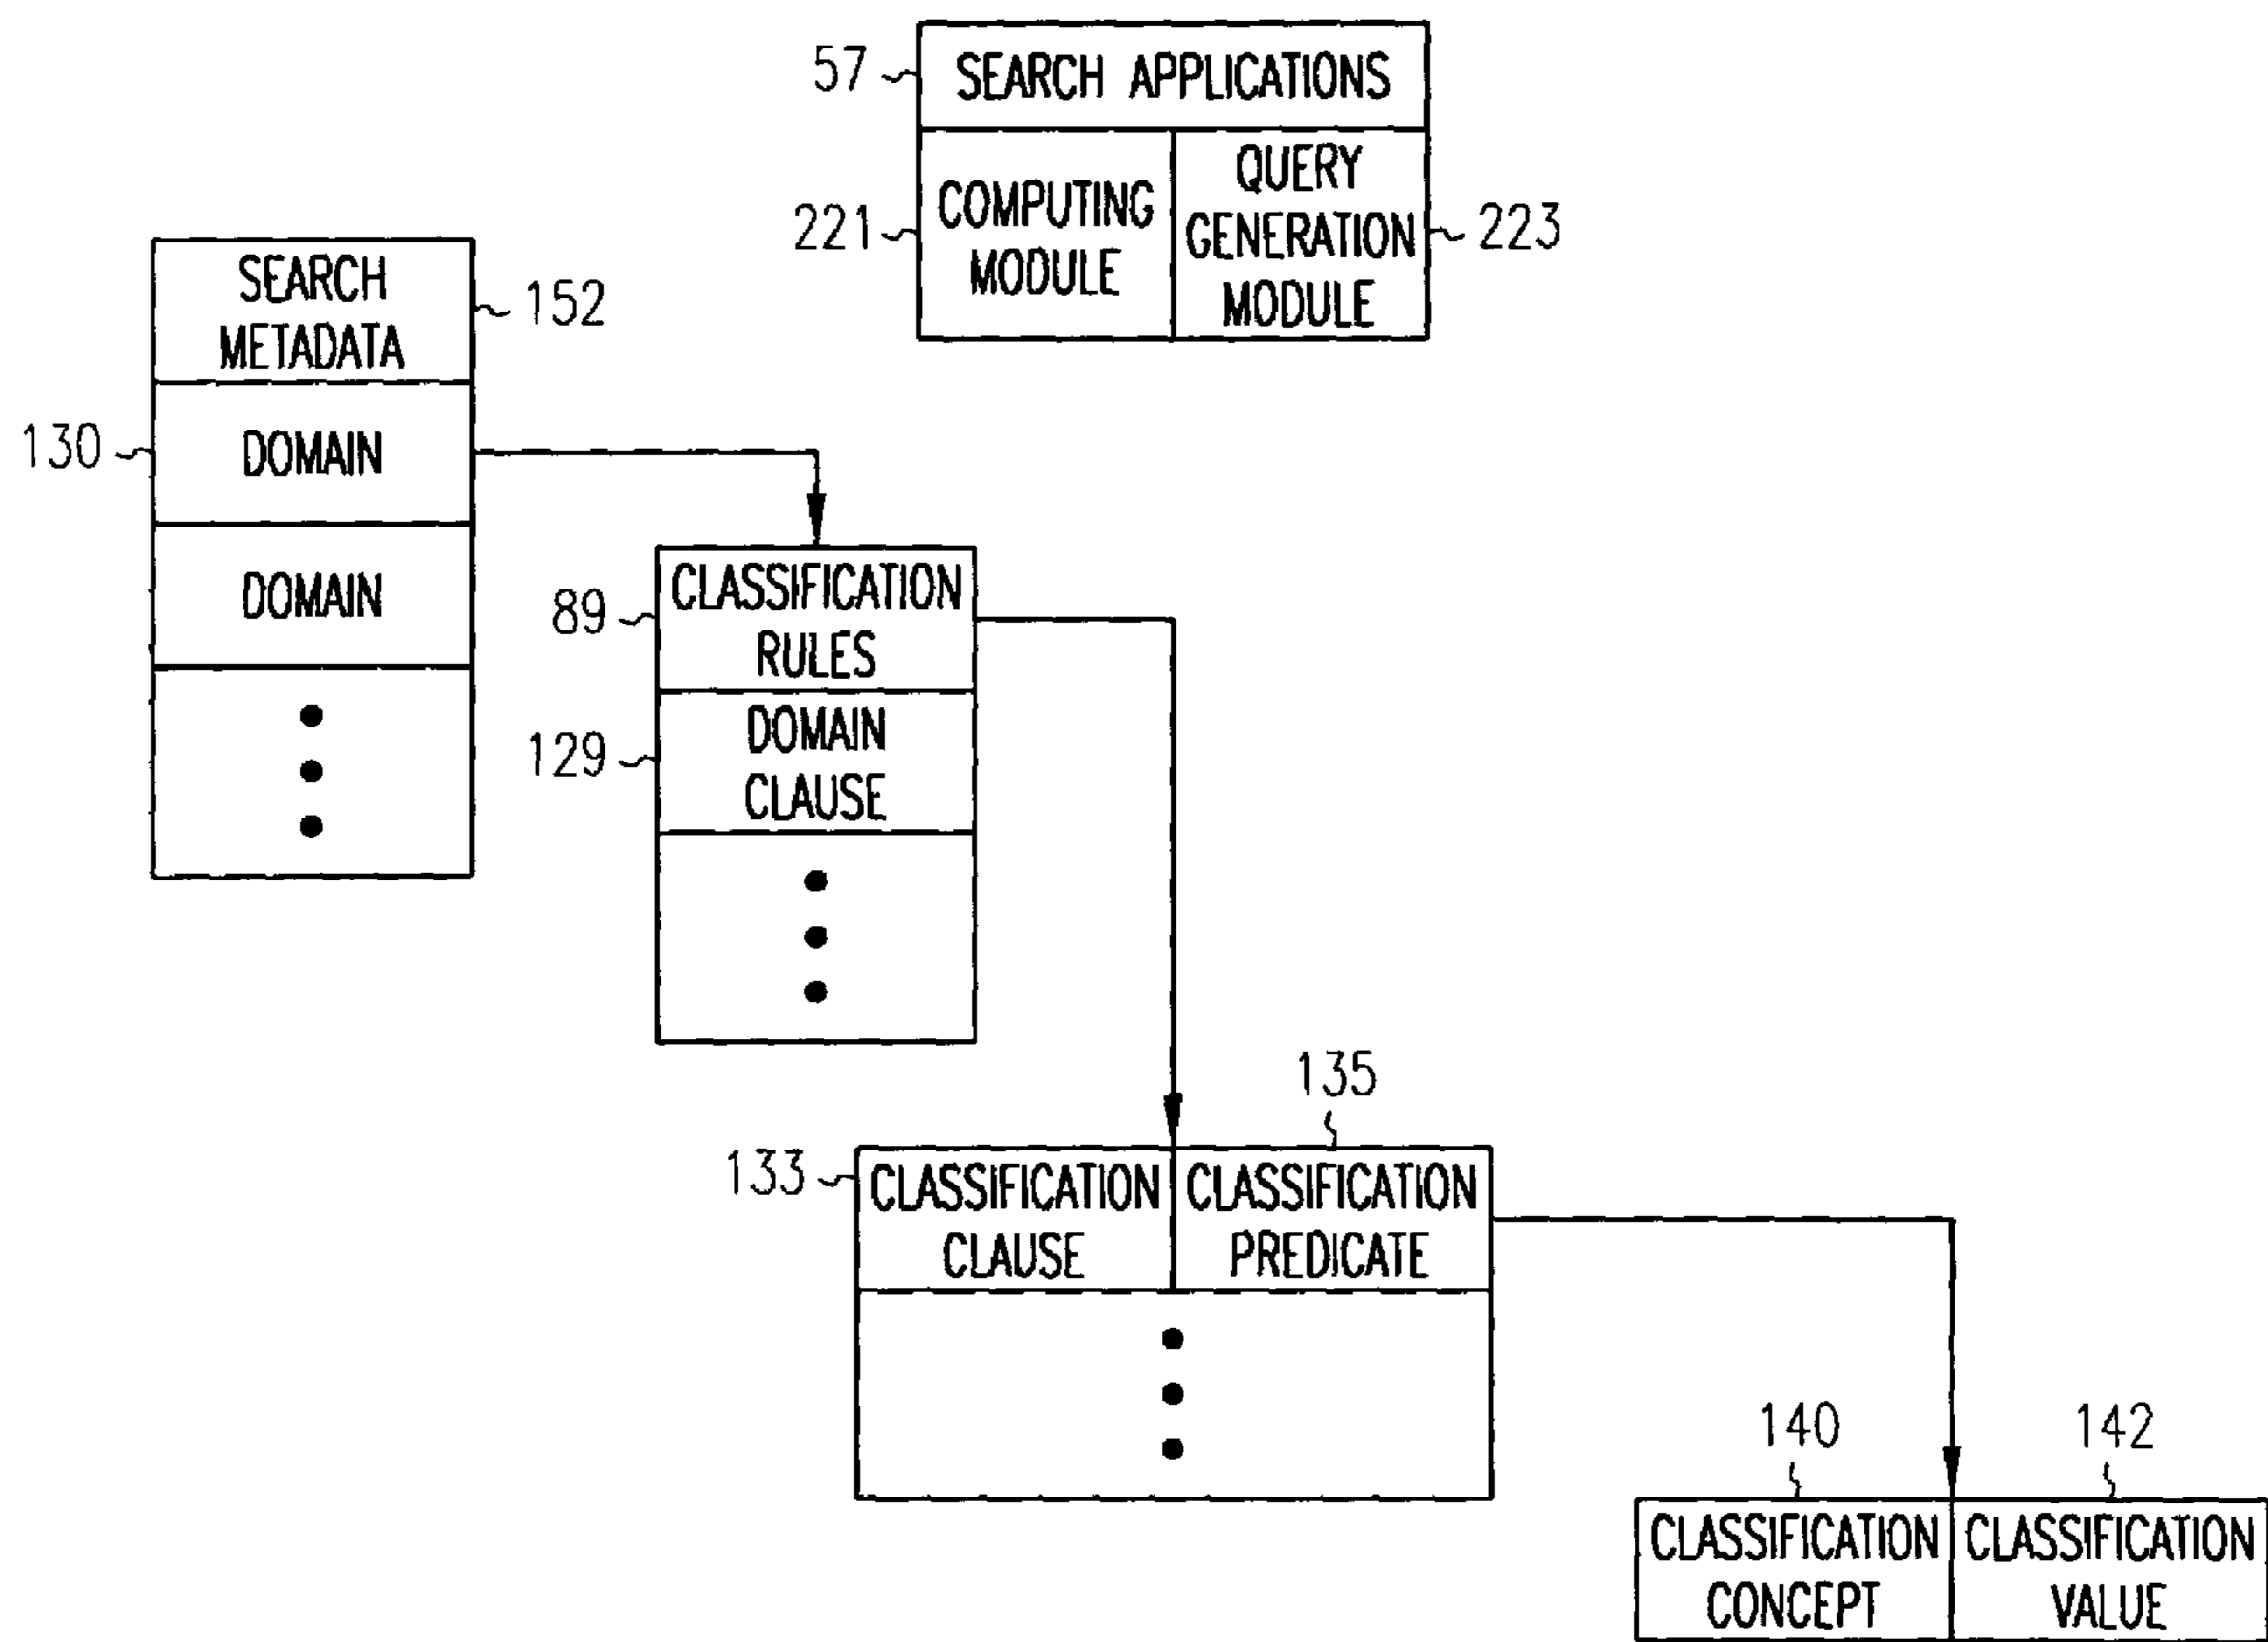 57
SEARCH APPLICATIONS
221
COMPUTING
MODULE
QUERY
GENERATION
MODULE
223
SEARCH
METADATA
152
130
DOMAIN
DOMAIN
89
CLASSIFICATION
RULES
129
DOMAIN
CLAUSE
135
133
CLASSIFICATION
CLAUSE
CLASSIFICATION
PREDICATE
140
142
CLASSIFICATION
CONCEPT
CLASSIFICATION
VALUE